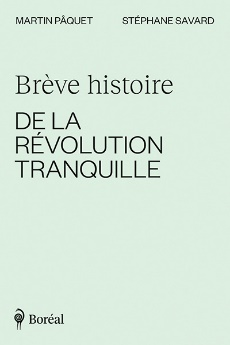 MARTIN PÂQUET STÉPHANE SAVARD
Brève histoire
DE LA
RÉVOLUTION
TRANQUILLE
Boréal